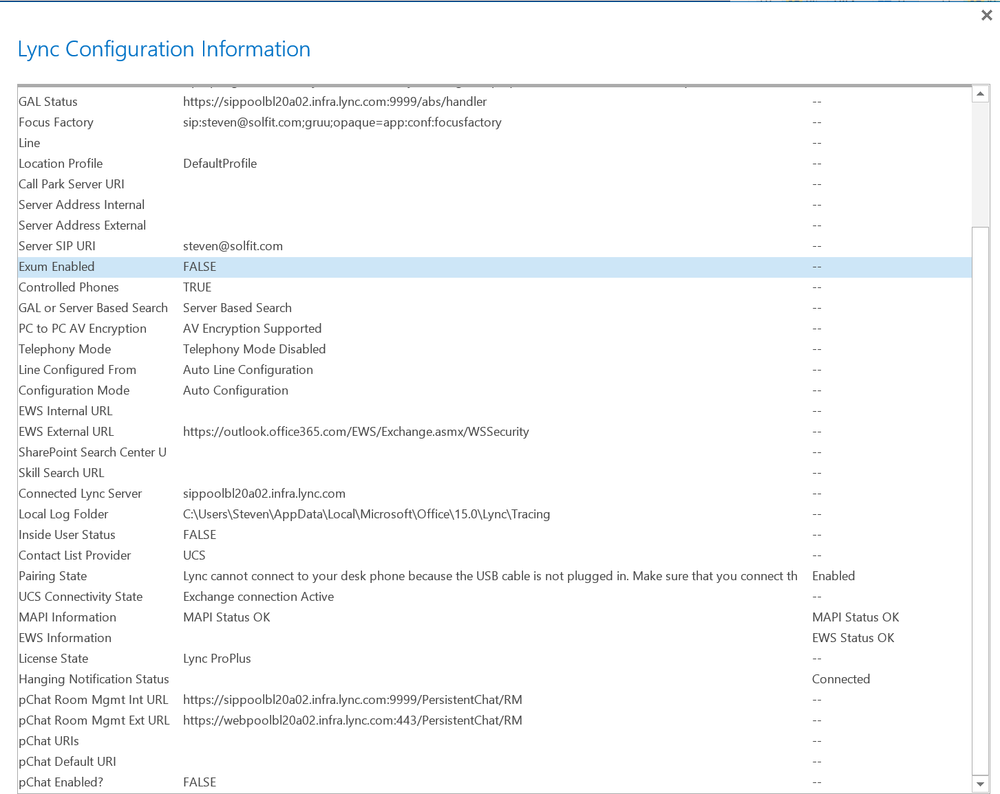 Lync Configuration Information
GAL Status https://sippoolbl20a02.infra.lync.com:9999/abs/handler --
Focus Factory sip:steven@solfit.com;gruu;opaque=app:conf:focusfactory --
Line --
Location Profile DefaultProfile --
Call Park Server URI --
Server Address Internal --
Server Address External --
Server SIP URI steven@solfit.com --
Exum Enabled FALSE --
Controlled Phones TRUE --
GAL or Server Based Search Server Based Search --
PC to PC AV Encryption AV Encryption Supported --
Telephony Mode Telephony Mode Disabled --
Line Configured From Auto Line Configuration --
Configuration Mode Auto Configuration --
EWS Internal URL --
EWS External URL https://outlook.office365.com/EWS/Exchange.asmx/WSSecurity --
SharePoint Search Center U --
Skill Search URL --
Connected Lync Server sippoolbl20a02.infra.lync.com --
Local Log Folder C:\Users\Steven\AppData\Local\Microsoft\Office\15.0\Lync\Tracing --
Inside User Status FALSE --
Contact List Provider UCS --
Pairing State Lync cannot connect to your desk phone because the USB cable is not plugged in. Make sure that you connect th Enabled
UCS Connectivity State Exchange connection Active --
MAPI Information MAPI Status OK MAPI Status OK
EWS Information EWS Status OK
License State Lync ProPlus --
Hanging Notification Status Connected
pChat Room Mgmt Int URL https://sippoolbl20a02.infra.lync.com:9999/PersistentChat/RM --
pChat Room Mgmt Ext URL https://webpoolbl20a02.infra.lync.com:443/PersistentChat/RM --
pChat URIs --
pChat Default URI --
pChat Enabled? FALSE --